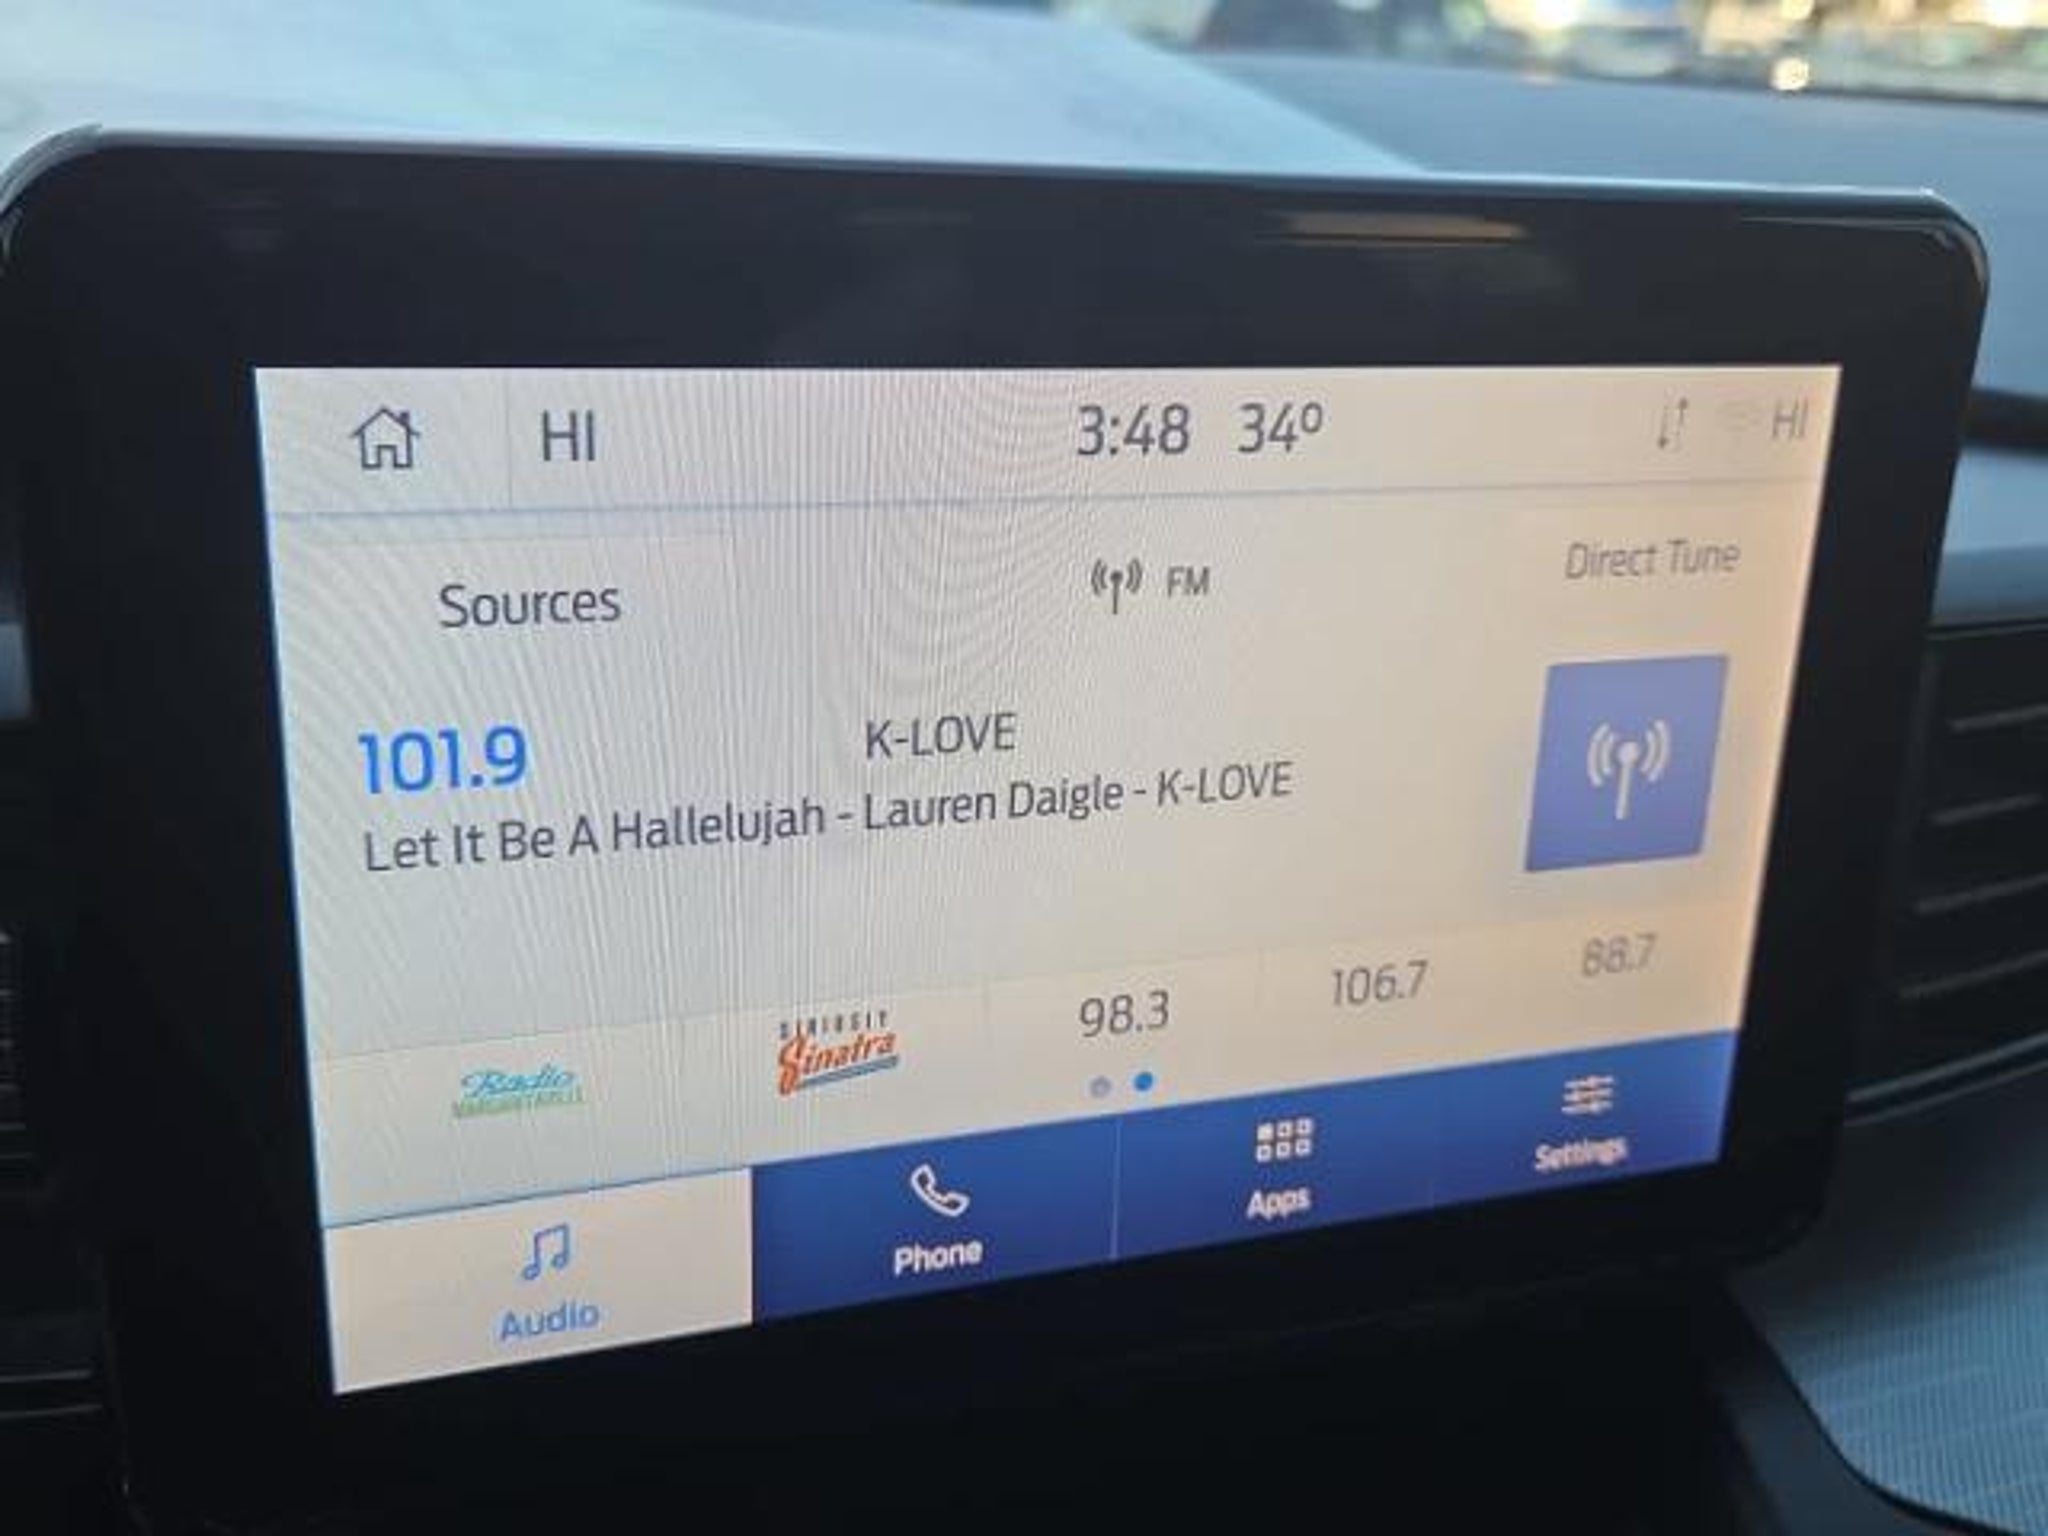 HI 3:48 34° HI
Sources FM Direct Tune
101.9 K-LOVE
Let It Be A Hallelujah - Lauren Daigle - K-LOVE
Radio
SIRIUSLY Sinatra
98.3 106.7 88.7
Audio Phone Apps Settings